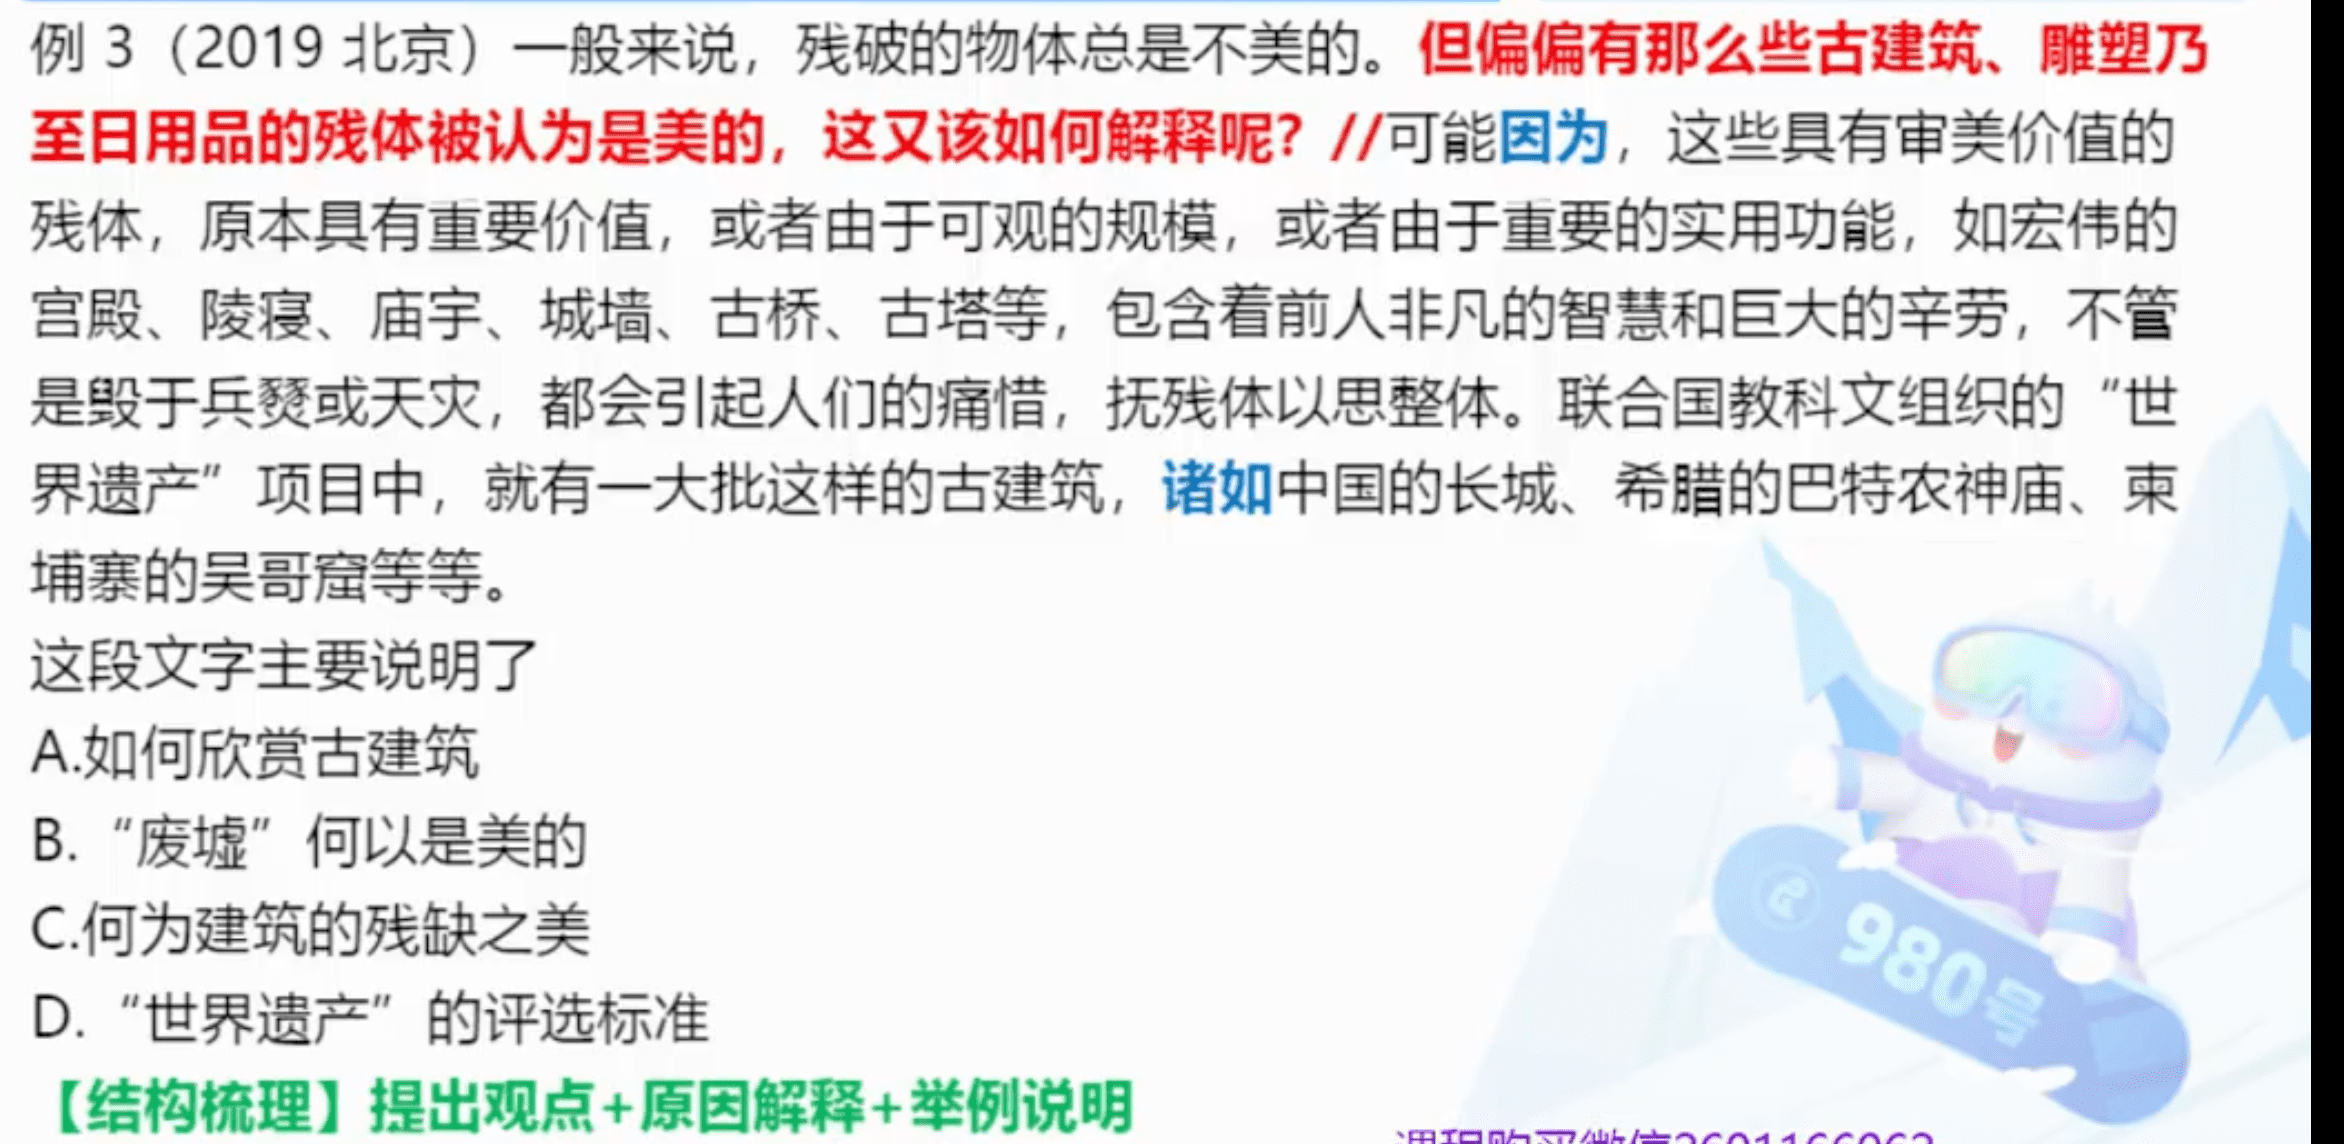 例 3（2019 北京）一般来说，残破的物体总是不美的。但偏偏有那么些古建筑、雕塑乃
至日用品的残体被认为是美的，这又该如何解释呢？//可能因为，这些具有审美价值的
残体，原本具有重要价值，或者由于可观的规模，或者由于重要的实用功能，如宏伟的
宫殿、陵寝、庙宇、城墙、古桥、古塔等，包含着前人非凡的智慧和巨大的辛劳，不管
是毁于兵燹或天灾，都会引起人们的痛惜，抚残体以思整体。联合国教科文组织的“世
界遗产”项目中，就有一大批这样的古建筑，诸如中国的长城、希腊的巴特农神庙、柬
埔寨的吴哥窟等等。
这段文字主要说明了
A.如何欣赏古建筑
B.“废墟”何以是美的
C.何为建筑的残缺之美
D.“世界遗产”的评选标准
980号
【结构梳理】提出观点+原因解释+举例说明